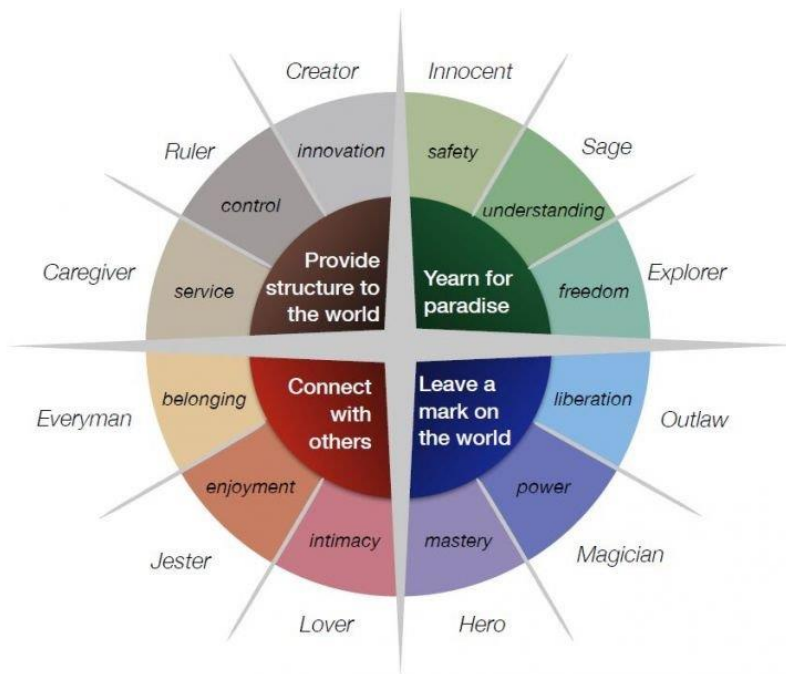 Creator
Innocent
Ruler
Sage
innovation
safety
control
understanding
Caregiver
service
Provide
structure to
the world
Yearn for
paradise
freedom
Explorer
Everyman
belonging
Connect
with
others
Leave a
mark on
the world
liberation
Outlaw
enjoyment
power
Jester
intimacy
mastery
Magician
Lover
Hero